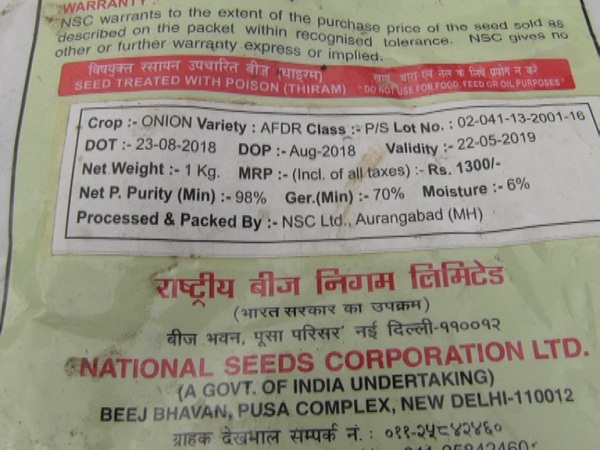 WARRANTY
NSC warrants to the extent of the purchase price of the seed sold as
described on the packet within recognised tolerance. NSC gives no
other or further warranty express or implied.
विषयुक्त रसायन उपचारित बीज (थाइरम) खाद्य, चारा एवं तेल के लिये प्रयोग न करें
SEED TREATED WITH POISON (THIRAM) "DO NOT USE FOR FOOD, FEED OR OIL PURPOSES"
Crop :- ONION Variety : AFDR Class :- P/S Lot No. : 02-041-13-2001-16
DOT :- 23-08-2018 DOP :- Aug-2018 Validity :- 22-05-2019
Net Weight :- 1 Kg. MRP :- (Incl. of all taxes) :- Rs. 1300/-
Net P. Purity (Min) :- 98% Ger.(Min) :- 70% Moisture :- 6%
Processed & Packed By :- NSC Ltd., Aurangabad (MH)
राष्ट्रीय बीज निगम लिमिटेड
(भारत सरकार का उपक्रम)
बीज भवन, पूसा परिसर' नई दिल्ली-११००१२
NATIONAL SEEDS CORPORATION LTD.
(A GOVT. OF INDIA UNDERTAKING)
BEEJ BHAVAN, PUSA COMPLEX, NEW DELHI-110012
ग्राहक देखभाल सम्पर्क नं. : ०११-२५८४२४६०